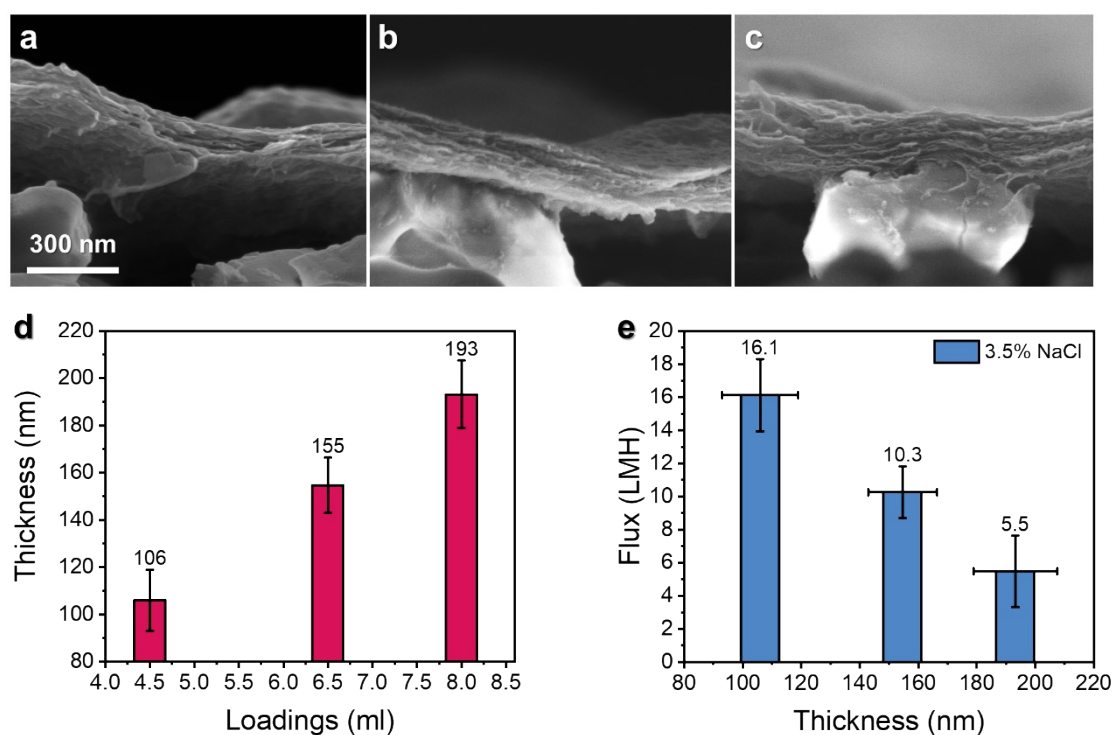 a
b
c
300 nm
d
220
200
180
160
140
120
100
80
Thickness (nm)
106
155
193
4.0 4.5 5.0 5.5 6.0 6.5 7.0 7.5 8.0 8.5
Loadings (ml)
e
20
18
16
14
12
10
8
6
4
2
0
Flux (LMH)
3.5% NaCl
16.1
10.3
5.5
80 100 120 140 160 180 200 220
Thickness (nm)